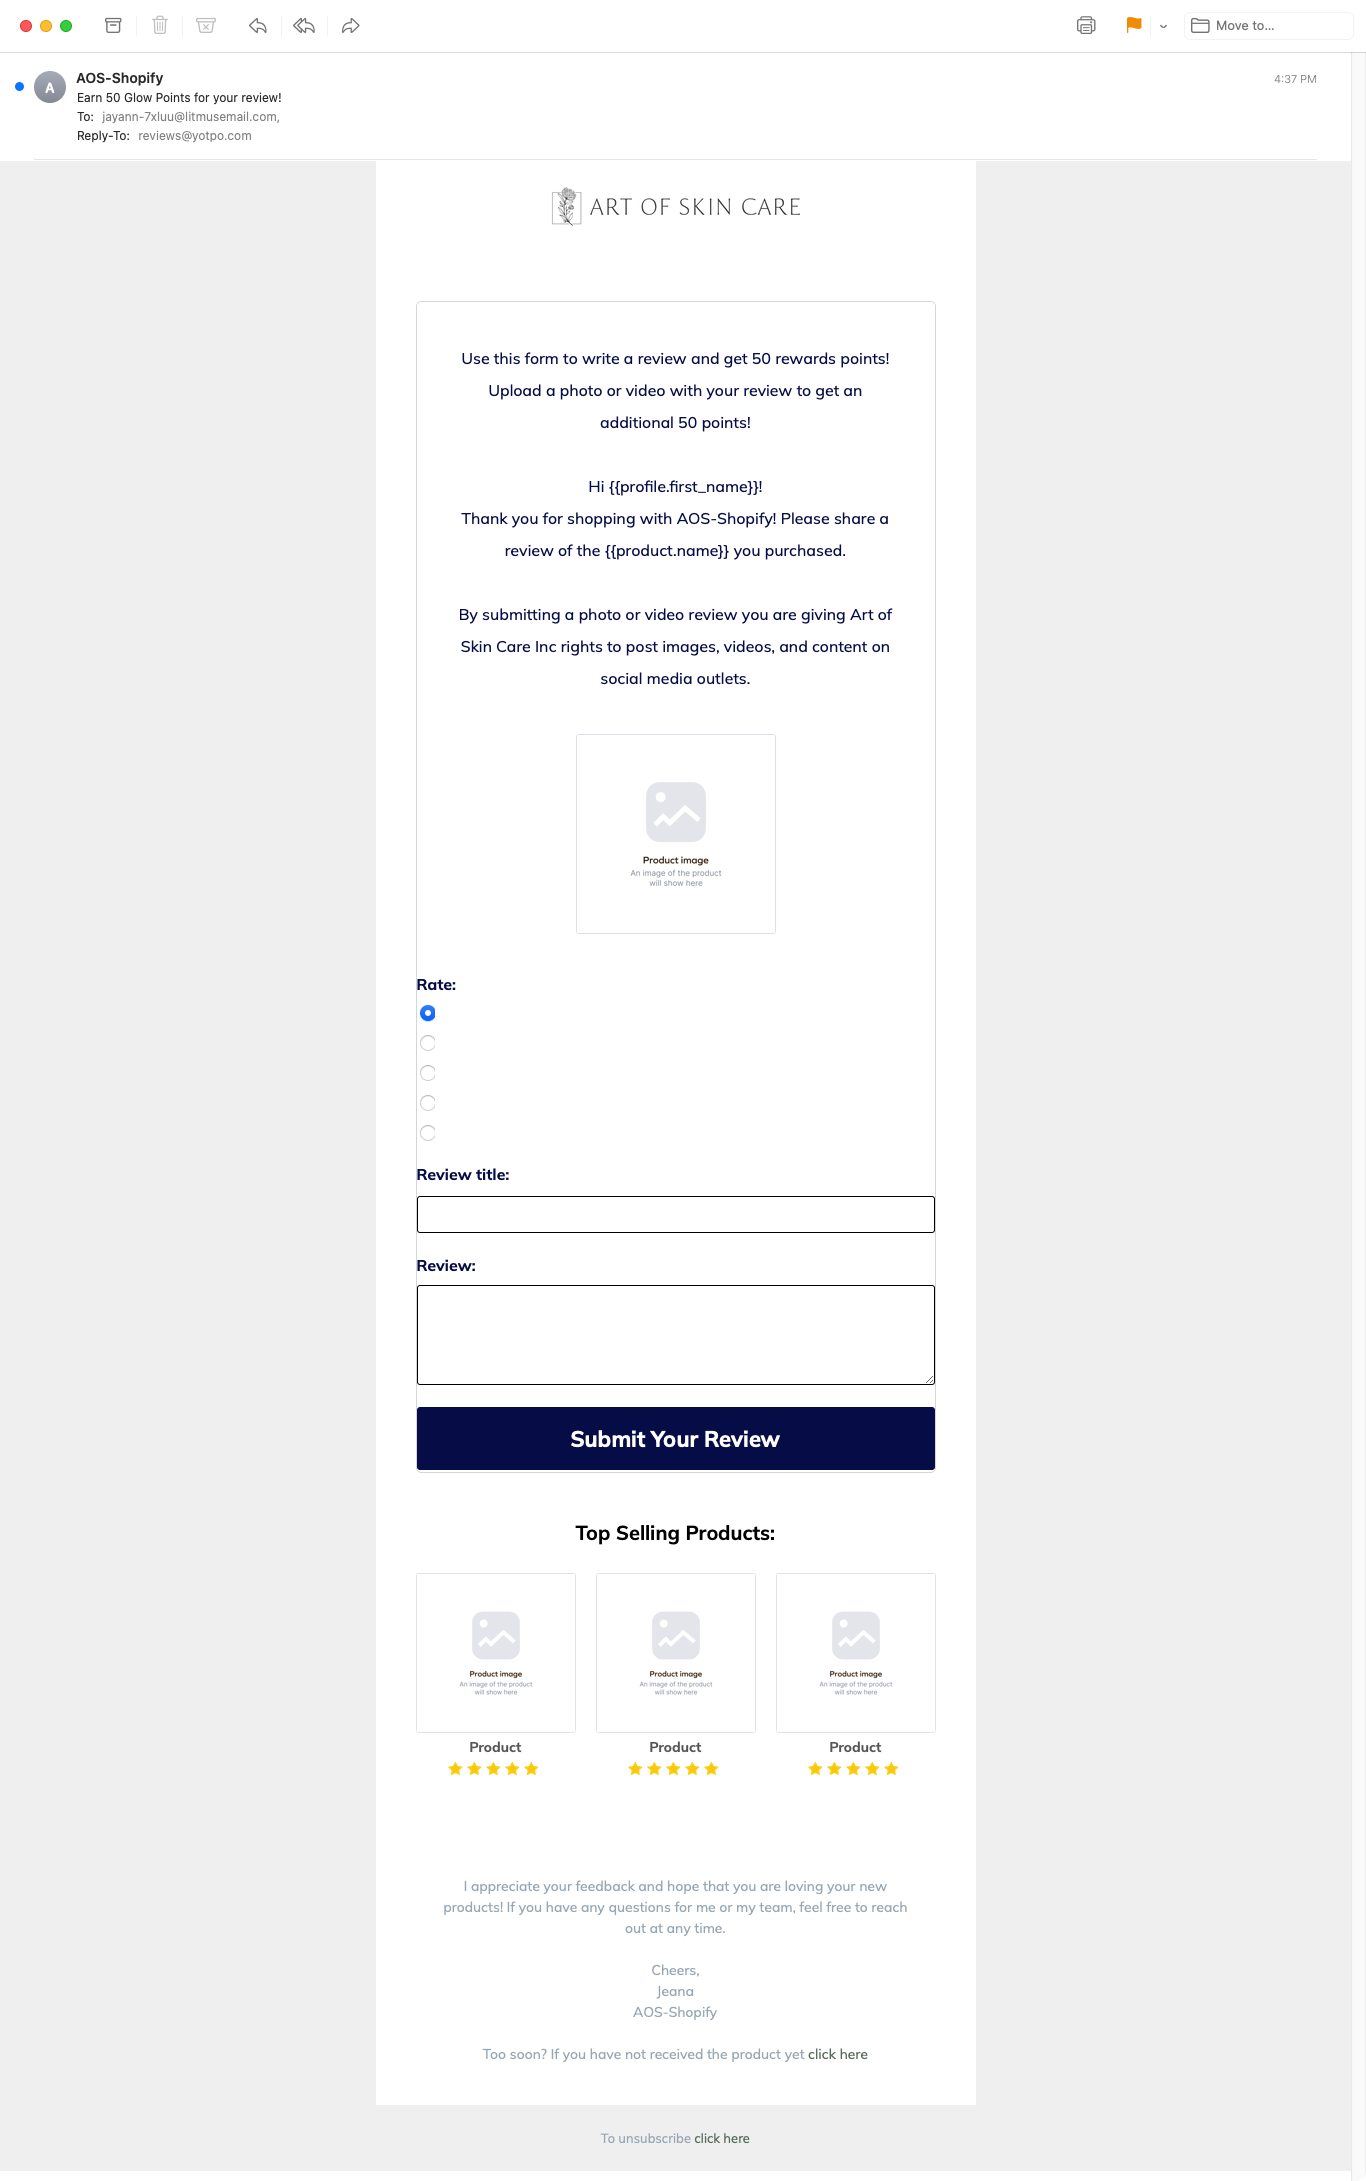 Move to...
AOS-Shopify
4:37 PM
A
Earn 50 Glow Points for your review!
To: jayann-7xluu@litmusemail.com,
Reply-To: reviews@yotpo.com
ART OF SKIN CARE
Use this form to write a review and get 50 rewards points!
Upload a photo or video with your review to get an
additional 50 points!
Hi {{profile.first_name}}!
Thank you for shopping with AOS-Shopify! Please share a
review of the {{product.name}} you purchased.
By submitting a photo or video review you are giving Art of
Skin Care Inc rights to post images, videos, and content on
social media outlets.
Product image
An image of the product
will show here
Rate:
Review title:
Review:
Submit Your Review
Top Selling Products:
Product image
An image of the product
will show here
Product
Product image
An image of the product
will show here
Product
Product image
An image of the product
will show here
Product
I appreciate your feedback and hope that you are loving your new
products! If you have any questions for me or my team, feel free to reach
out at any time.
Cheers,
Jeana
AOS-Shopify
Too soon? If you have not received the product yet click here
To unsubscribe click here